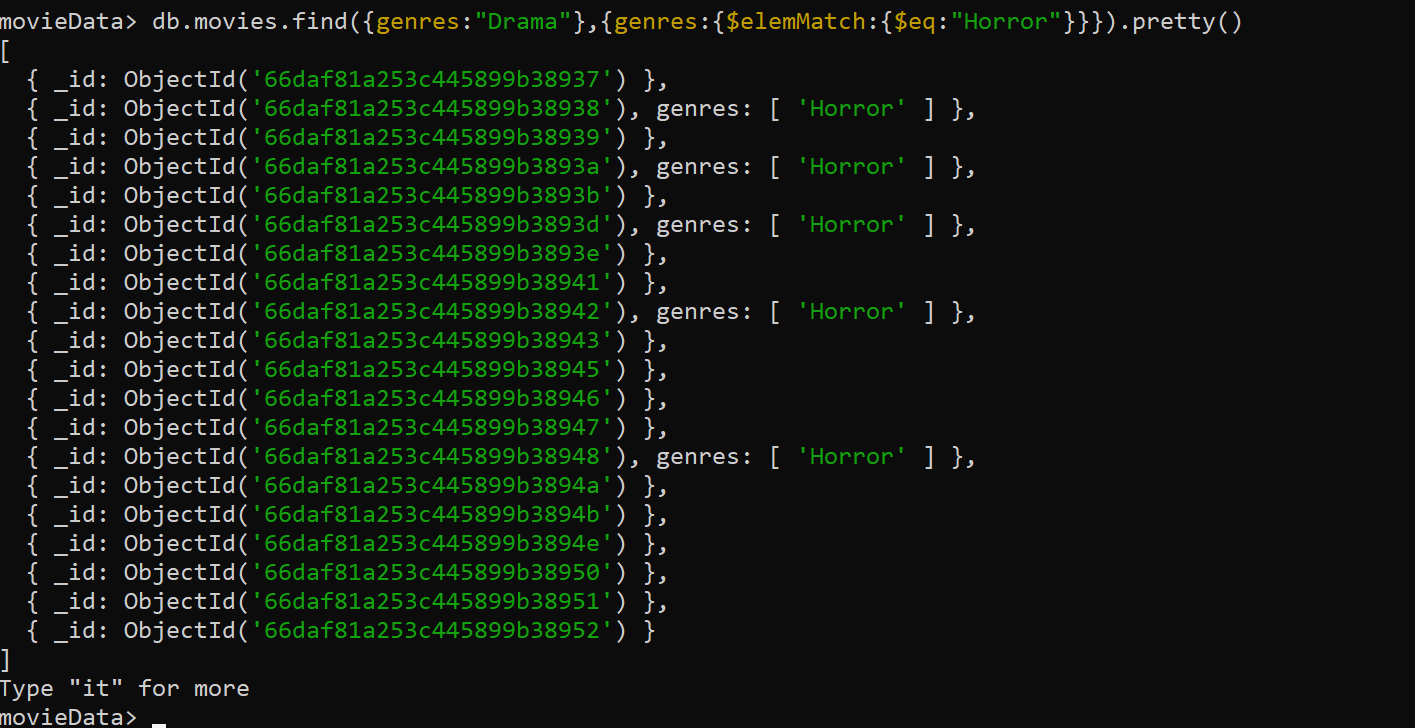 movieData> db.movies.find({genres:"Drama"},{genres:{$elemMatch:{$eq:"Horror"}}}).pretty()
[
  { _id: ObjectId('66daf81a253c445899b38937') },
  { _id: ObjectId('66daf81a253c445899b38938'), genres: [ 'Horror' ] },
  { _id: ObjectId('66daf81a253c445899b38939') },
  { _id: ObjectId('66daf81a253c445899b3893a'), genres: [ 'Horror' ] },
  { _id: ObjectId('66daf81a253c445899b3893b') },
  { _id: ObjectId('66daf81a253c445899b3893d'), genres: [ 'Horror' ] },
  { _id: ObjectId('66daf81a253c445899b3893e') },
  { _id: ObjectId('66daf81a253c445899b38941') },
  { _id: ObjectId('66daf81a253c445899b38942'), genres: [ 'Horror' ] },
  { _id: ObjectId('66daf81a253c445899b38943') },
  { _id: ObjectId('66daf81a253c445899b38945') },
  { _id: ObjectId('66daf81a253c445899b38946') },
  { _id: ObjectId('66daf81a253c445899b38947') },
  { _id: ObjectId('66daf81a253c445899b38948'), genres: [ 'Horror' ] },
  { _id: ObjectId('66daf81a253c445899b3894a') },
  { _id: ObjectId('66daf81a253c445899b3894b') },
  { _id: ObjectId('66daf81a253c445899b3894e') },
  { _id: ObjectId('66daf81a253c445899b38950') },
  { _id: ObjectId('66daf81a253c445899b38951') },
  { _id: ObjectId('66daf81a253c445899b38952') }
]
Type "it" for more
movieData>